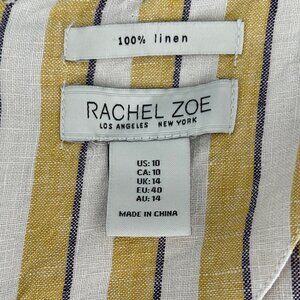 100% linen
RACHEL ZOE
LOS ANGELES NEW YORK
US: 10
CA: 10
UK: 14
EU: 40
AU: 14
MADE IN CHINA